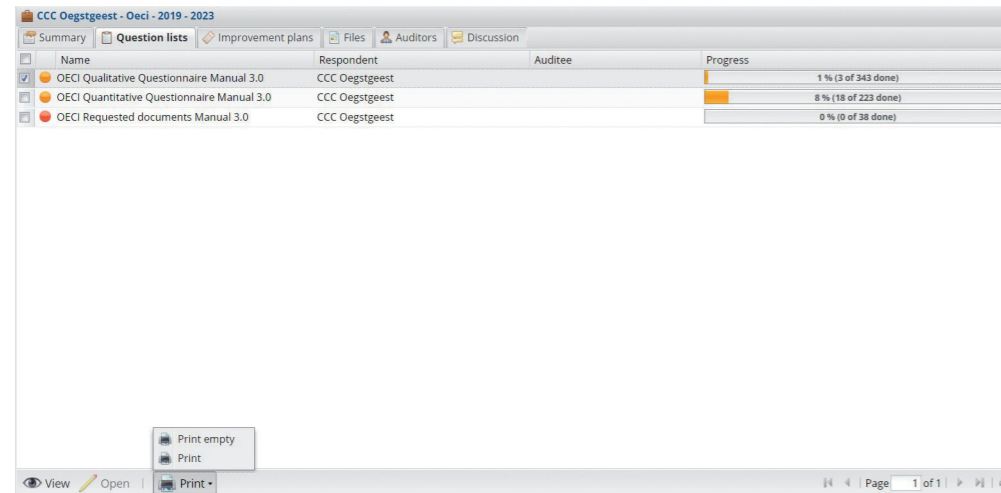 CCC Oegstgeest - Oeci - 2019 - 2023
Summary Question lists Improvement plans Files Auditors Discussion
Name Respondent Auditee Progress
OECI Qualitative Questionnaire Manual 3.0 CCC Oegstgeest 1 % (3 of 343 done)
OECI Quantitative Questionnaire Manual 3.0 CCC Oegstgeest 8 % (18 of 223 done)
OECI Requested documents Manual 3.0 CCC Oegstgeest 0 % (0 of 38 done)
Print empty
Print
View Open Print Page 1 of 1